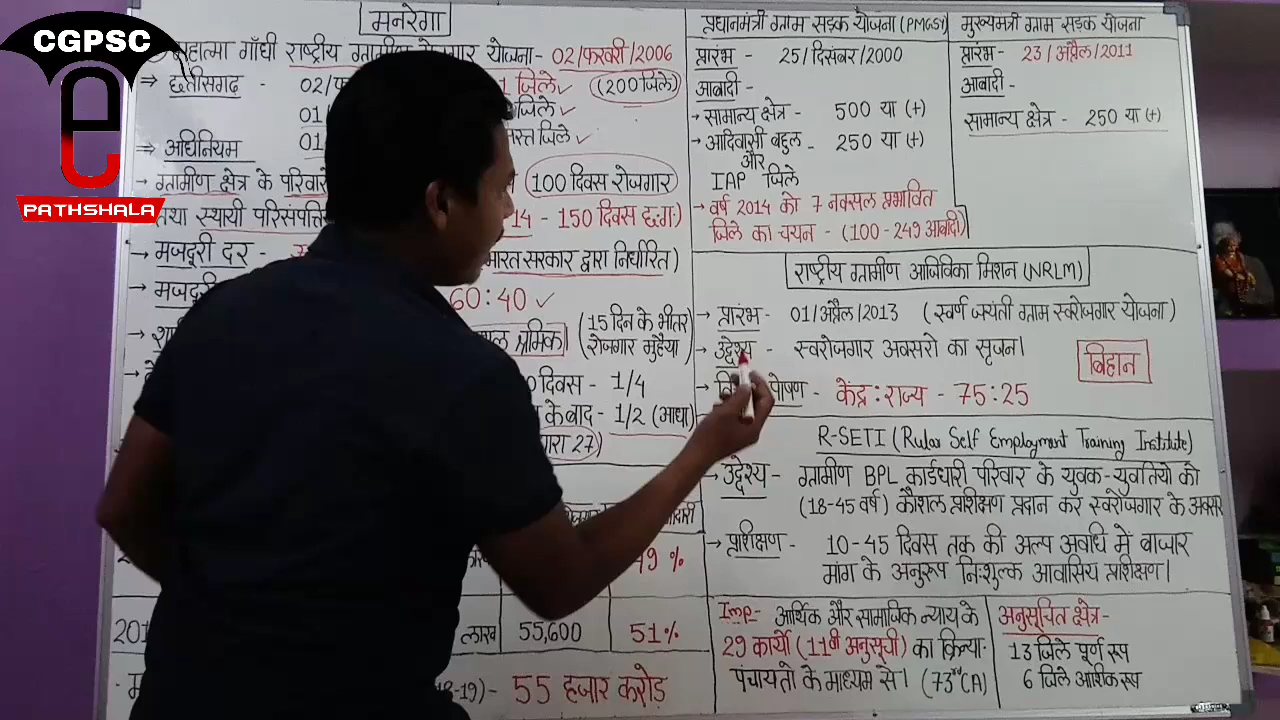 CGPSC
e
PATHSHALA
मनरेगा
महात्मा गाँधी राष्ट्रीय ग्रामीण रोजगार योजना- 02/फरवरी/2006
⇒ छत्तीसगढ़ - 02/फ 1 जिले ✓ (200 जिले)
01 जिले ✓
01 स्त जिले ✓
⇒ अधिनियम
→ ग्रामीण क्षेत्र के परिवारो 100 दिवस रोजगार
तथा स्थायी परिसंपत्ति 14 - 150 दिवस छ.ग.)
→ मजदूरी दर - भारत सरकार द्वारा निर्धारित)
→ मजदूरी 60:40 ✓
श्रमिक (15 दिन के भीतर
रोजगार मुहैया)
दिवस - 1/4
के बाद - 1/2 (आधा)
धारा 27)
49 %
201 लाख 55,600 51%
8-19)- 55 हजार करोड़
प्रधानमंत्री ग्राम सड़क योजना (PMGSY)
प्रारंभ - 25/दिसंबर/2000
आबादी -
→ सामान्य क्षेत्र - 500 या (+)
→ आदिवासी बहुल - 250 या (+)
और
IAP जिले
→ वर्ष 2014 को 7 नक्सल प्रभावित
जिले का चयन - (100-249 आबादी)
मुख्यमंत्री ग्राम सड़क योजना
प्रारंभ - 23/अप्रैल/2011
आबादी -
सामान्य क्षेत्र - 250 या (+)
राष्ट्रीय ग्रामीण आजिविका मिशन (NRLM)
→ प्रारंभ - 01/अप्रैल/2013 (स्वर्ण जयंती ग्राम स्वरोजगार योजना)
→ उद्देश्य - स्वरोजगार अवसरो का सृजन।
बिहान
पोषण - केंद्र : राज्य - 75:25
R-SETI (Rular Self Employment Training Institute)
→ उद्देश्य - ग्रामीण BPL कार्डधारी परिवार के युवक-युवतियो को
(18-45 वर्ष) कौशल प्रशिक्षण प्रदान कर स्वरोजगार के अवसर
→ प्रशिक्षण - 10-45 दिवस तक की अल्प अवधि में बाजार
मांग के अनुरूप निःशुल्क आवासिय प्रशिक्षण।
Imp- आर्थिक और सामाजिक न्याय के
29 कार्यो (11वी अनुसूची) का क्रिन्या.
पंचायतो के माध्यम से। (73rd CA)
अनुसूचित क्षेत्र-
13 जिले पूर्ण रूप
6 जिले आंशिक रूप